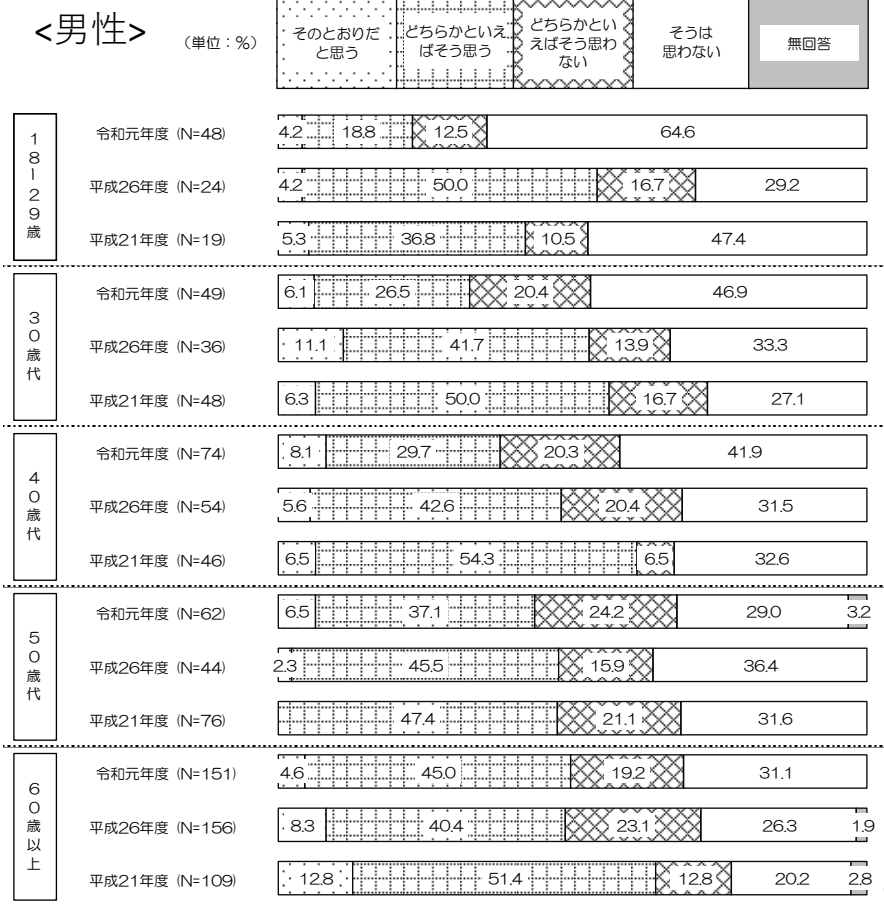 <男性>
(単位:%)
そのとおりだ
と思う
どちらかといえ
ばそう思う
どちらかとい
えばそう思わ
ない
そうは
思わない
無回答
18|29歳
令和元年度 (N=48)
4.2 18.8 12.5 64.6
平成26年度 (N=24)
4.2 50.0 16.7 29.2
平成21年度 (N=19)
5.3 36.8 10.5 47.4
30歳代
令和元年度 (N=49)
6.1 26.5 20.4 46.9
平成26年度 (N=36)
11.1 41.7 13.9 33.3
平成21年度 (N=48)
6.3 50.0 16.7 27.1
40歳代
令和元年度 (N=74)
8.1 29.7 20.3 41.9
平成26年度 (N=54)
5.6 42.6 20.4 31.5
平成21年度 (N=46)
6.5 54.3 6.5 32.6
50歳代
令和元年度 (N=62)
6.5 37.1 24.2 29.0 3.2
平成26年度 (N=44)
2.3 45.5 15.9 36.4
平成21年度 (N=76)
47.4 21.1 31.6
60歳以上
令和元年度 (N=151)
4.6 45.0 19.2 31.1
平成26年度 (N=156)
8.3 40.4 23.1 26.3 1.9
平成21年度 (N=109)
12.8 51.4 12.8 20.2 2.8